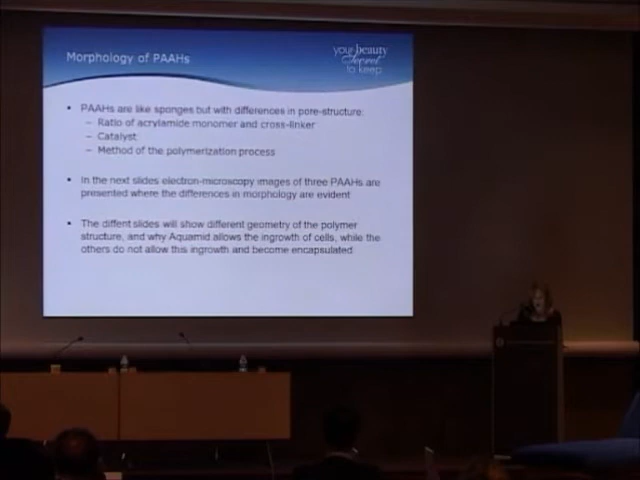 Morphology of PAAHs
your beauty
Secret
to keep
• PAAHs are like sponges but with differences in pore-structure:
– Ratio of acrylamide monomer and cross-linker
– Catalyst
– Method of the polymerization process
• In the next slides electron-microscopy images of three PAAHs are
presented where the differences in morphology are evident
• The diffent slides will show different geometry of the polymer
structure, and why Aquamid allows the ingrowth of cells, while the
others do not allow this ingrowth and become encapsulated